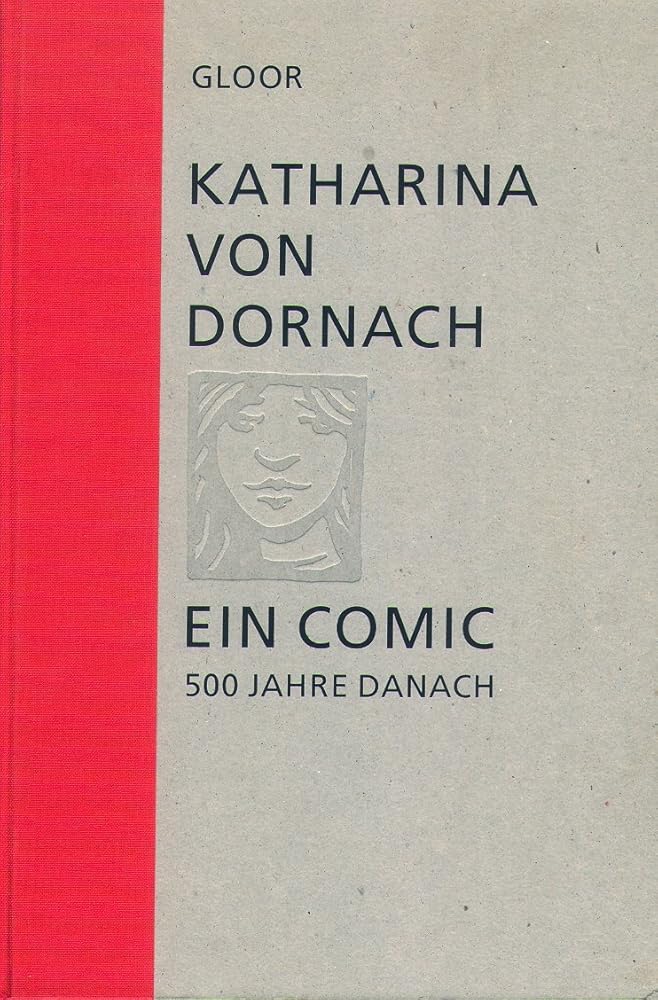 GLOOR
KATHARINA
VON
DORNACH
EIN COMIC
500 JAHRE DANACH